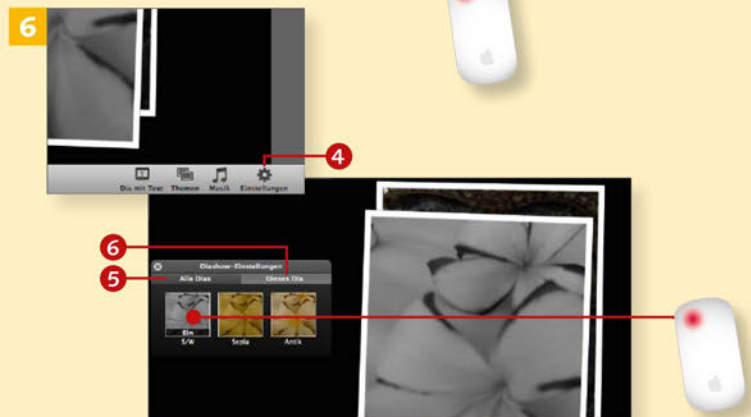 6
4
Dia mit Text Themen Musik Einstellungen
6
Diashow-Einstellungen
5
Alle Dias Dieses Dia
Ein
S/W Sepia Antik